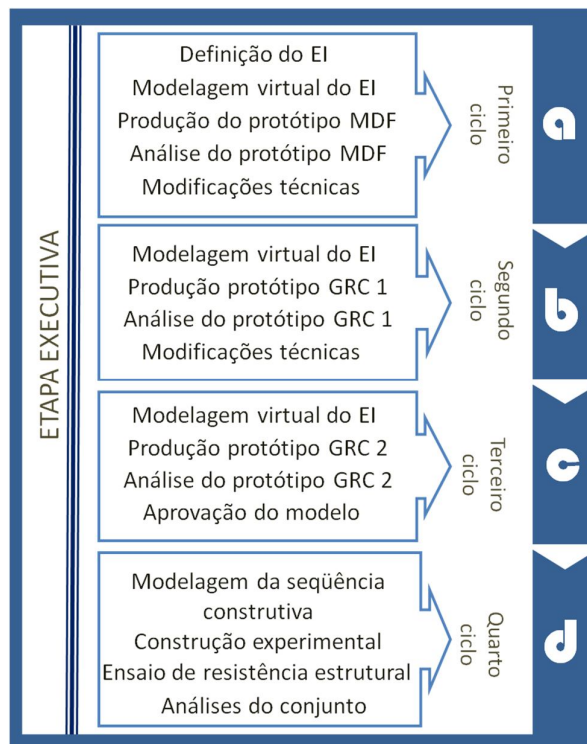 ETAPA EXECUTIVA
Definição do EI
Modelagem virtual do EI
Produção do protótipo MDF
Análise do protótipo MDF
Modificações técnicas
Primeiro
ciclo
a
Modelagem virtual do EI
Produção protótipo GRC 1
Análise do protótipo GRC 1
Modificações técnicas
Segundo
ciclo
b
Modelagem virtual do EI
Produção protótipo GRC 2
Análise do protótipo GRC 2
Aprovação do modelo
Terceiro
ciclo
c
Modelagem da seqüência
construtiva
Construção experimental
Ensaio de resistência estrutural
Análises do conjunto
Quarto
ciclo
d